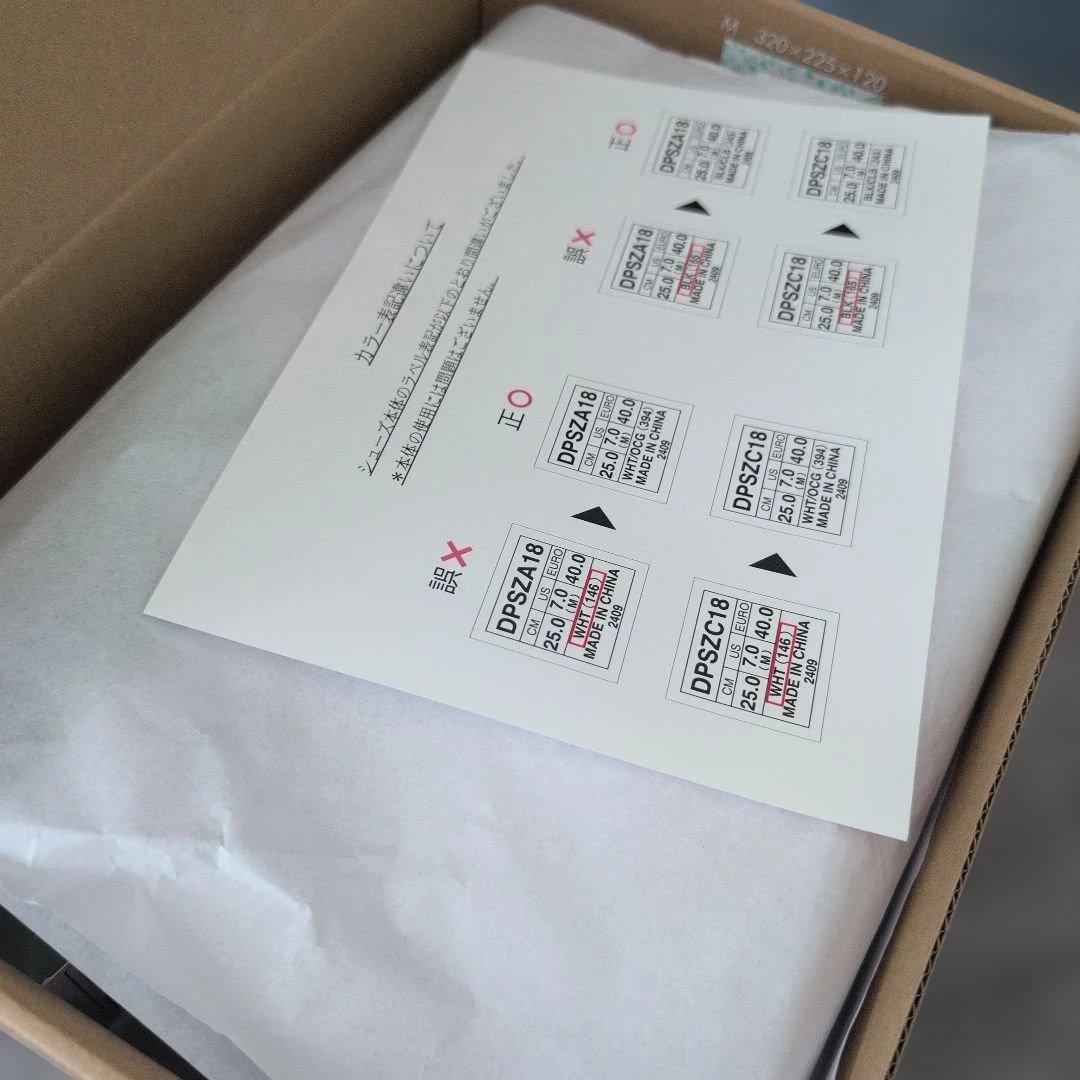 M 320×225×120
カラー表記違いについて
シューズ本体のラベル表記が以下のとおり間違いがございました。
*本体の使用には問題はございません。
誤×
正○
誤×
正○
DPSZA18
CM US EURO
25.0 7.0 40.0
(M)
WHT (146)
MADE IN CHINA
2409
DPSZA18
CM US EURO
25.0 7.0 40.0
(M)
WHT/OCG (394)
MADE IN CHINA
2409
DPSZA18
CM US EURO
25.0 7.0 40.0
(M)
BLK (165)
MADE IN CHINA
2409
DPSZA18
CM US EURO
25.0 7.0 40.0
(M)
MADE IN CHINA
2409
DPSZC18
CM US EURO
25.0 7.0 40.0
(M)
WHT (146)
MADE IN CHINA
2409
DPSZC18
CM US EURO
25.0 7.0 40.0
(M)
WHT/OCG (394)
MADE IN CHINA
2409
DPSZC18
CM US EURO
25.0 7.0 40.0
(M)
BLK (165)
MADE IN CHINA
2409
DPSZC18
CM US EURO
25.0 7.0 40.0
(M)
MADE IN CHINA
2409